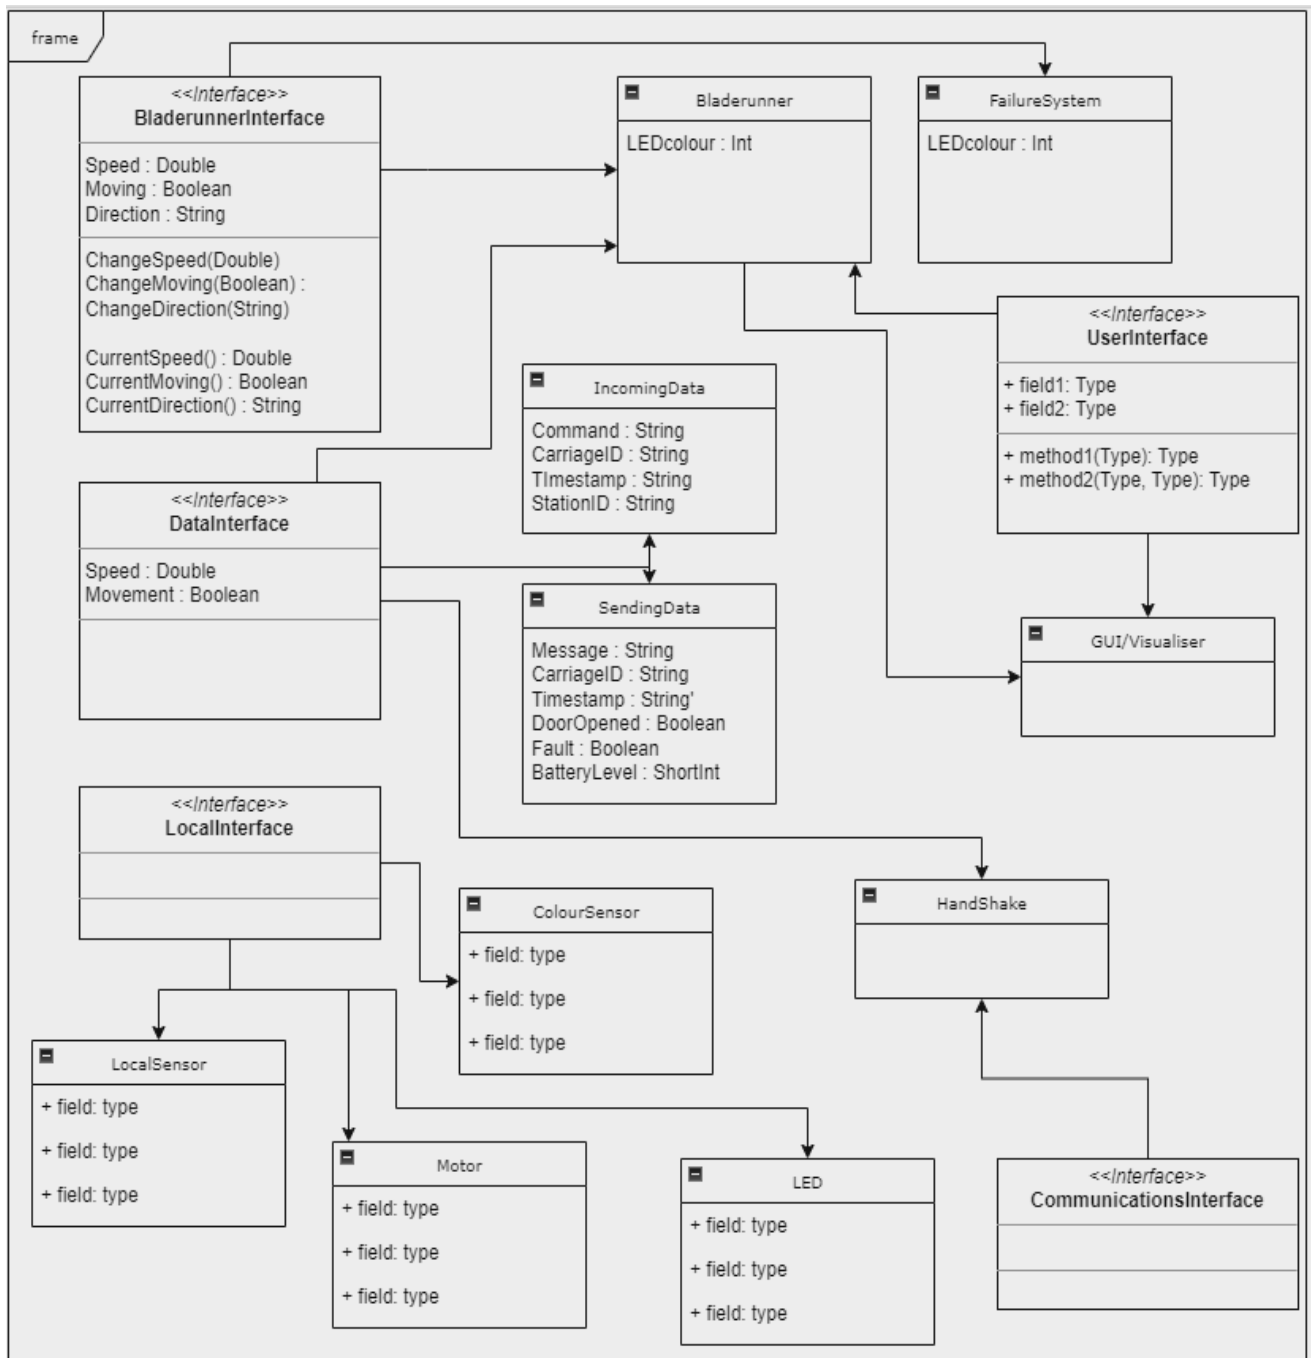 frame
<<Interface>>
BladerunnerInterface
Speed : Double
Moving : Boolean
Direction : String
ChangeSpeed(Double)
ChangeMoving(Boolean) :
ChangeDirection(String)
CurrentSpeed() : Double
CurrentMoving() : Boolean
CurrentDirection() : String
Bladerunner
LEDcolour : Int
FailureSystem
LEDcolour : Int
<<Interface>>
UserInterface
+ field1: Type
+ field2: Type
+ method1(Type): Type
+ method2(Type, Type): Type
IncomingData
Command : String
CarriageID : String
TImestamp : String
StationID : String
<<Interface>>
DataInterface
Speed : Double
Movement : Boolean
SendingData
Message : String
CarriageID : String
Timestamp : String'
DoorOpened : Boolean
Fault : Boolean
BatteryLevel : ShortInt
GUI/Visualiser
<<Interface>>
LocalInterface
ColourSensor
+ field: type
+ field: type
+ field: type
HandShake
LocalSensor
+ field: type
+ field: type
+ field: type
Motor
+ field: type
+ field: type
+ field: type
LED
+ field: type
+ field: type
+ field: type
<<Interface>>
CommunicationsInterface